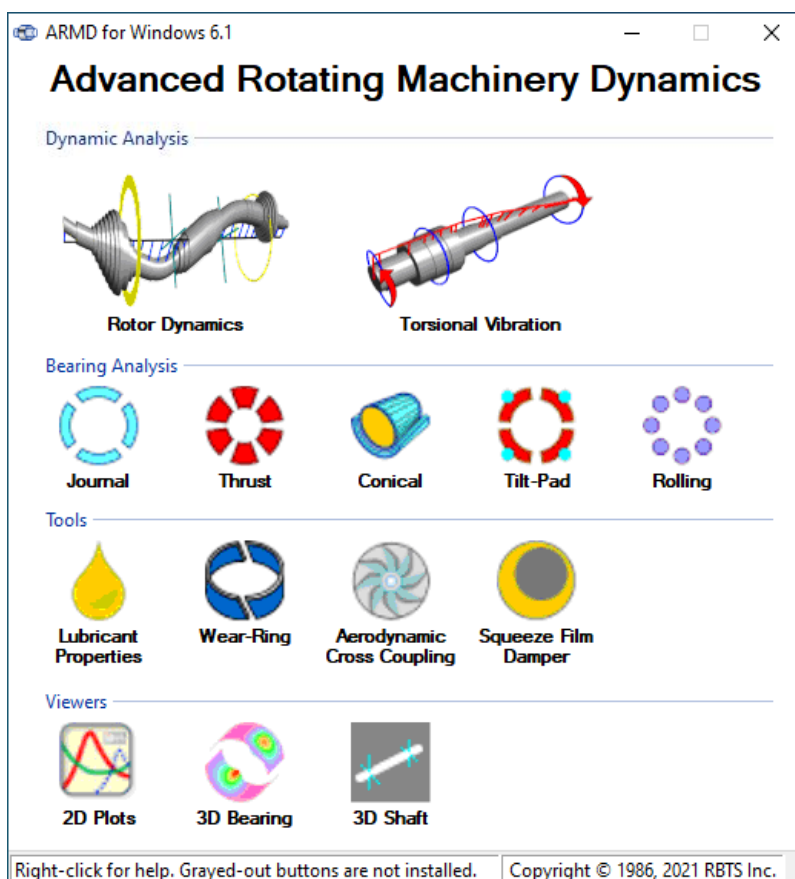 ARMD for Windows 6.1
Advanced Rotating Machinery Dynamics
Dynamic Analysis
Rotor Dynamics
Torsional Vibration
Bearing Analysis
Journal
Thrust
Conical
Tilt-Pad
Rolling
Tools
Lubricant
Properties
Wear-Ring
Aerodynamic
Cross Coupling
Squeeze Film
Damper
Viewers
2D Plots
3D Bearing
3D Shaft
Right-click for help. Grayed-out buttons are not installed.
Copyright © 1986, 2021 RBTS Inc.